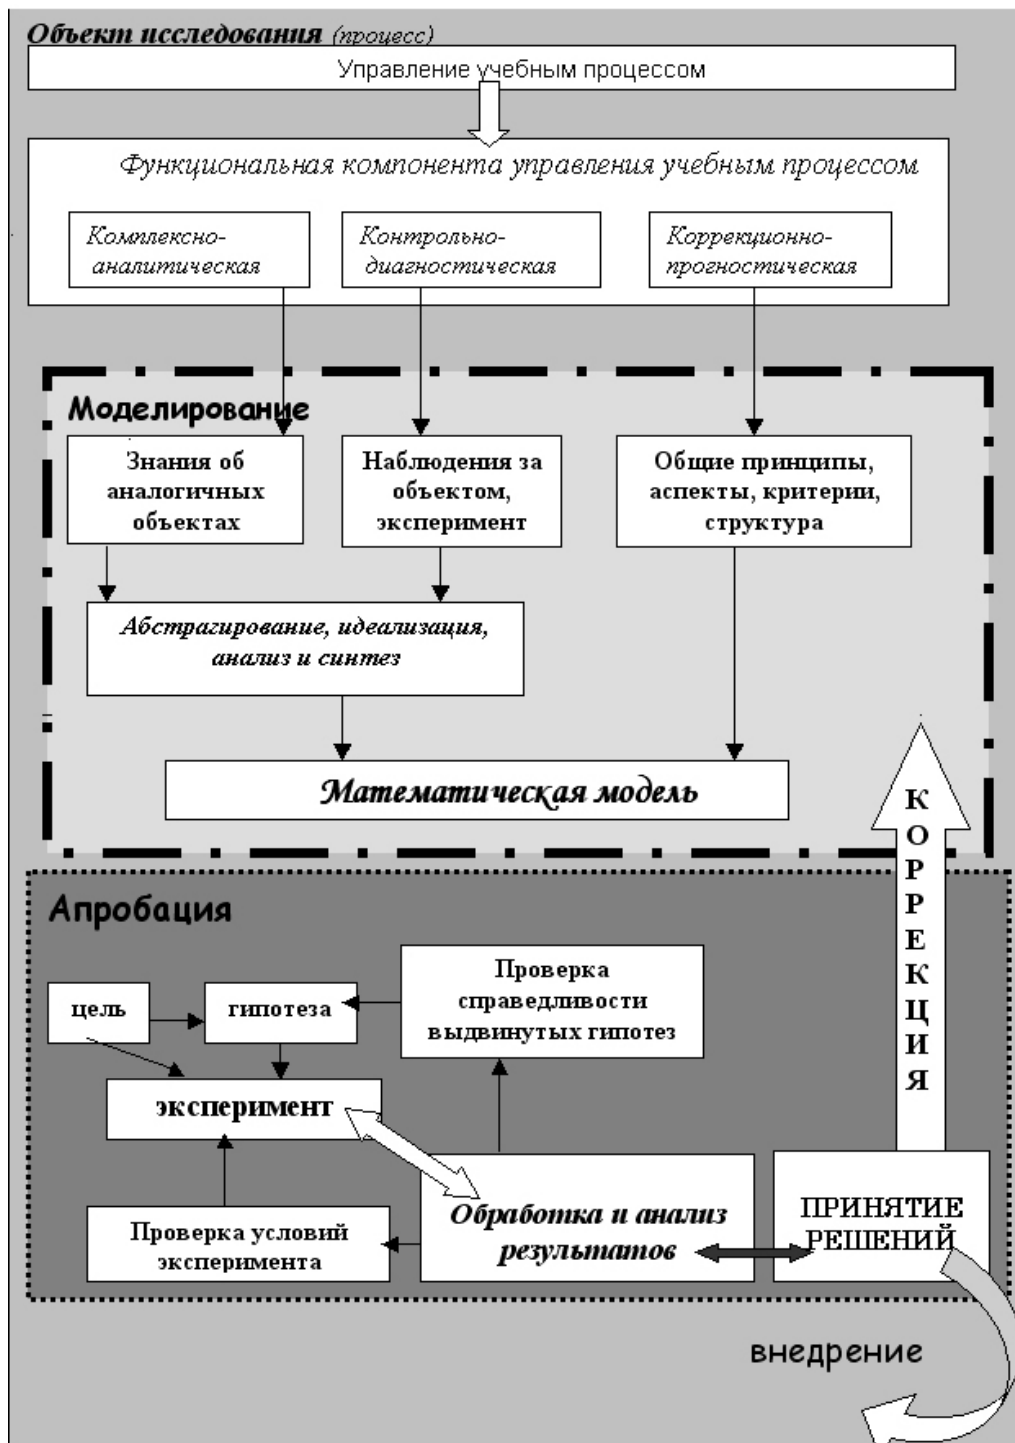 Объект исследования (процесс)
Управление учебным процессом
Функциональная компонента управления учебным процессом
Комплексно-
аналитическая
Контрольно-
диагностическая
Коррекционно-
прогностическая
Моделирование
Знания об
аналогичных
объектах
Наблюдения за
объектом,
эксперимент
Общие принципы,
аспекты, критерии,
структура
Абстрагирование, идеализация,
анализ и синтез
Математическая модель
КОРРЕКЦИЯ
Апробация
цель
гипотеза
Проверка
справедливости
выдвинутых гипотез
эксперимент
Проверка условий
эксперимента
Обработка и анализ
результатов
ПРИНЯТИЕ
РЕШЕНИЙ
внедрение